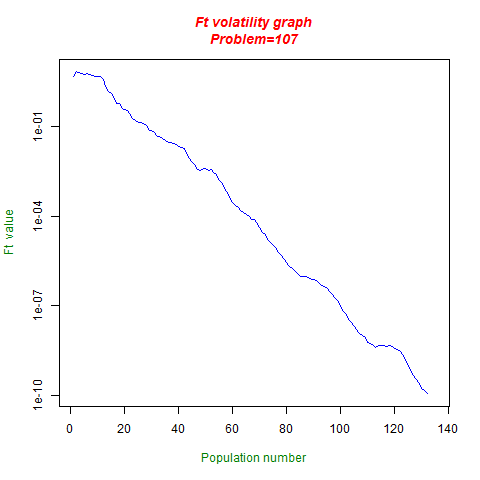 Ft volatility graph
Problem=107
1e-01
1e-04
1e-07
1e-10
Ft value
0 20 40 60 80 100 120 140
Population number